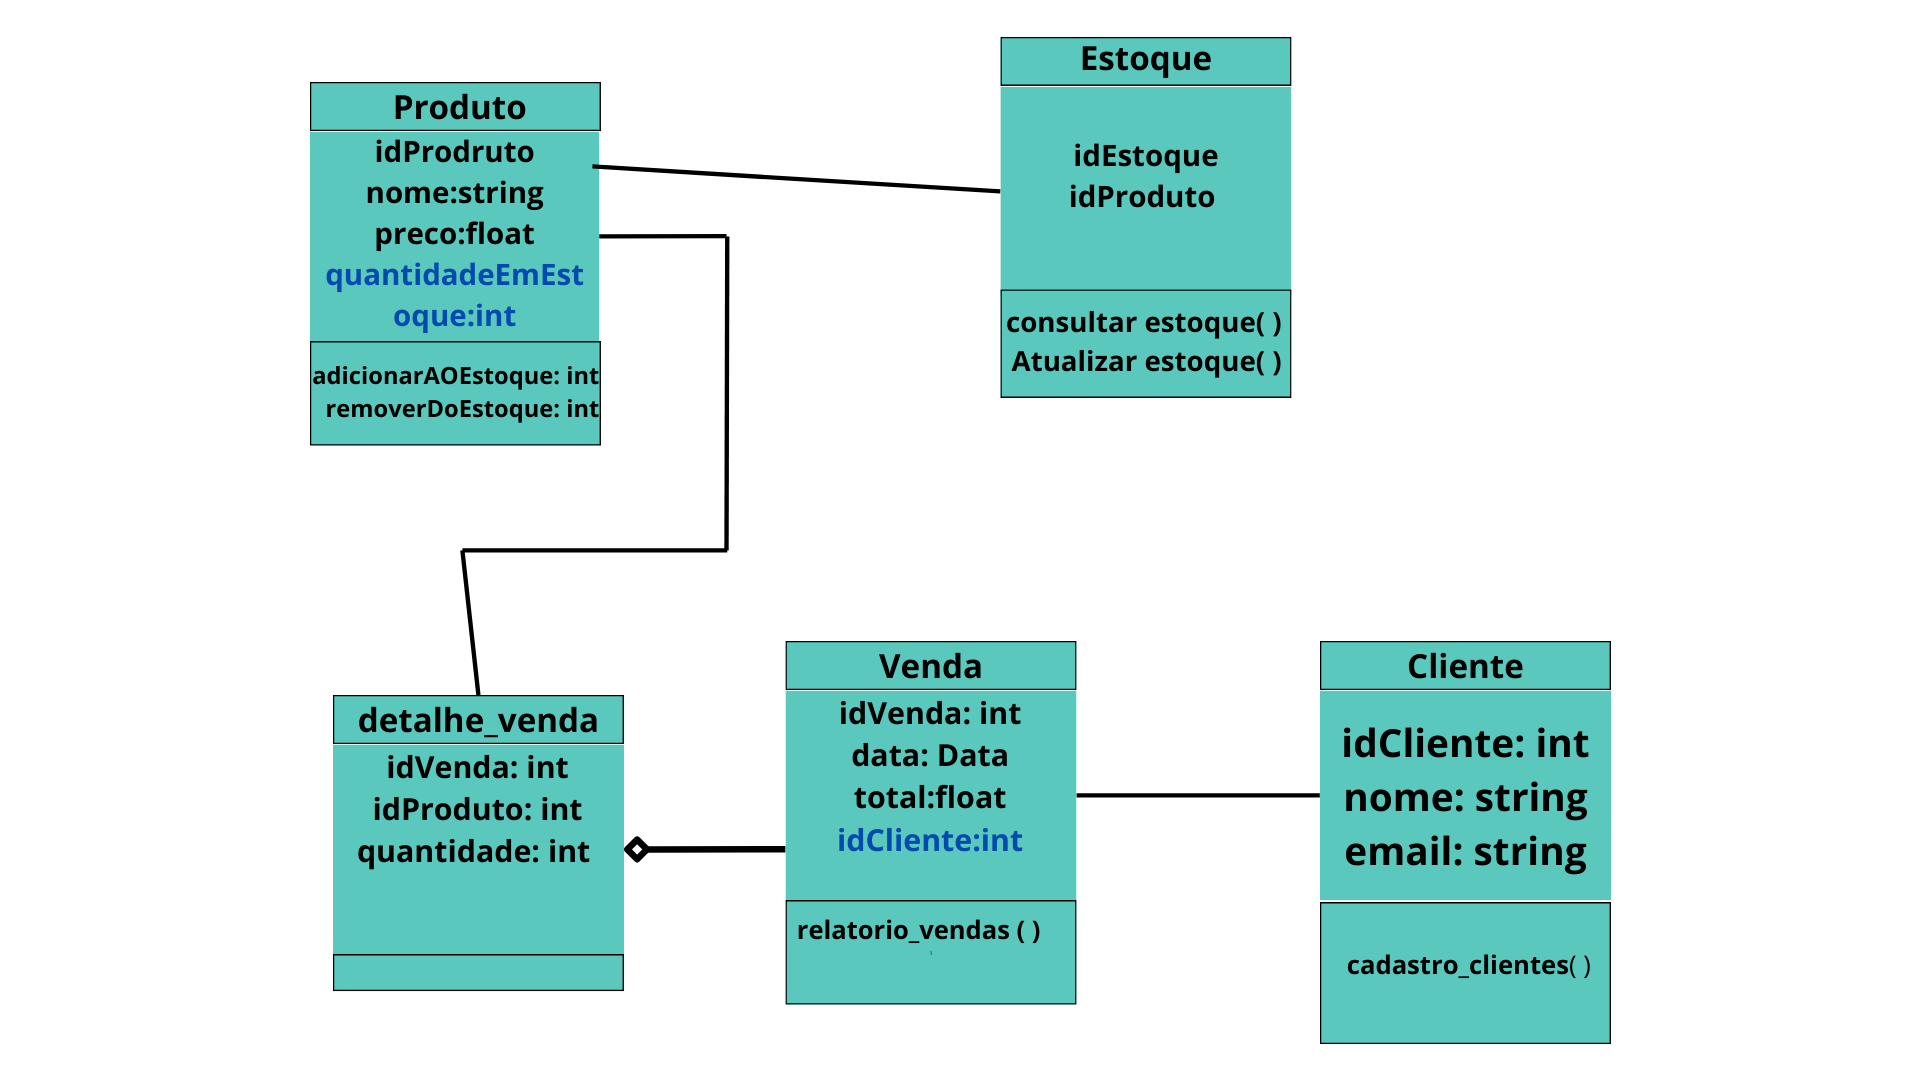 Produto
idProdruto
nome:string
preco:float
quantidadeEmEst
oque:int
adicionarAOEstoque: int
removerDoEstoque: int
Estoque
idEstoque
idProduto
consultar estoque( )
Atualizar estoque( )
detalhe_venda
idVenda: int
idProduto: int
quantidade: int
Venda
idVenda: int
data: Data
total:float
idCliente:int
relatorio_vendas ( )
Cliente
idCliente: int
nome: string
email: string
cadastro_clientes( )